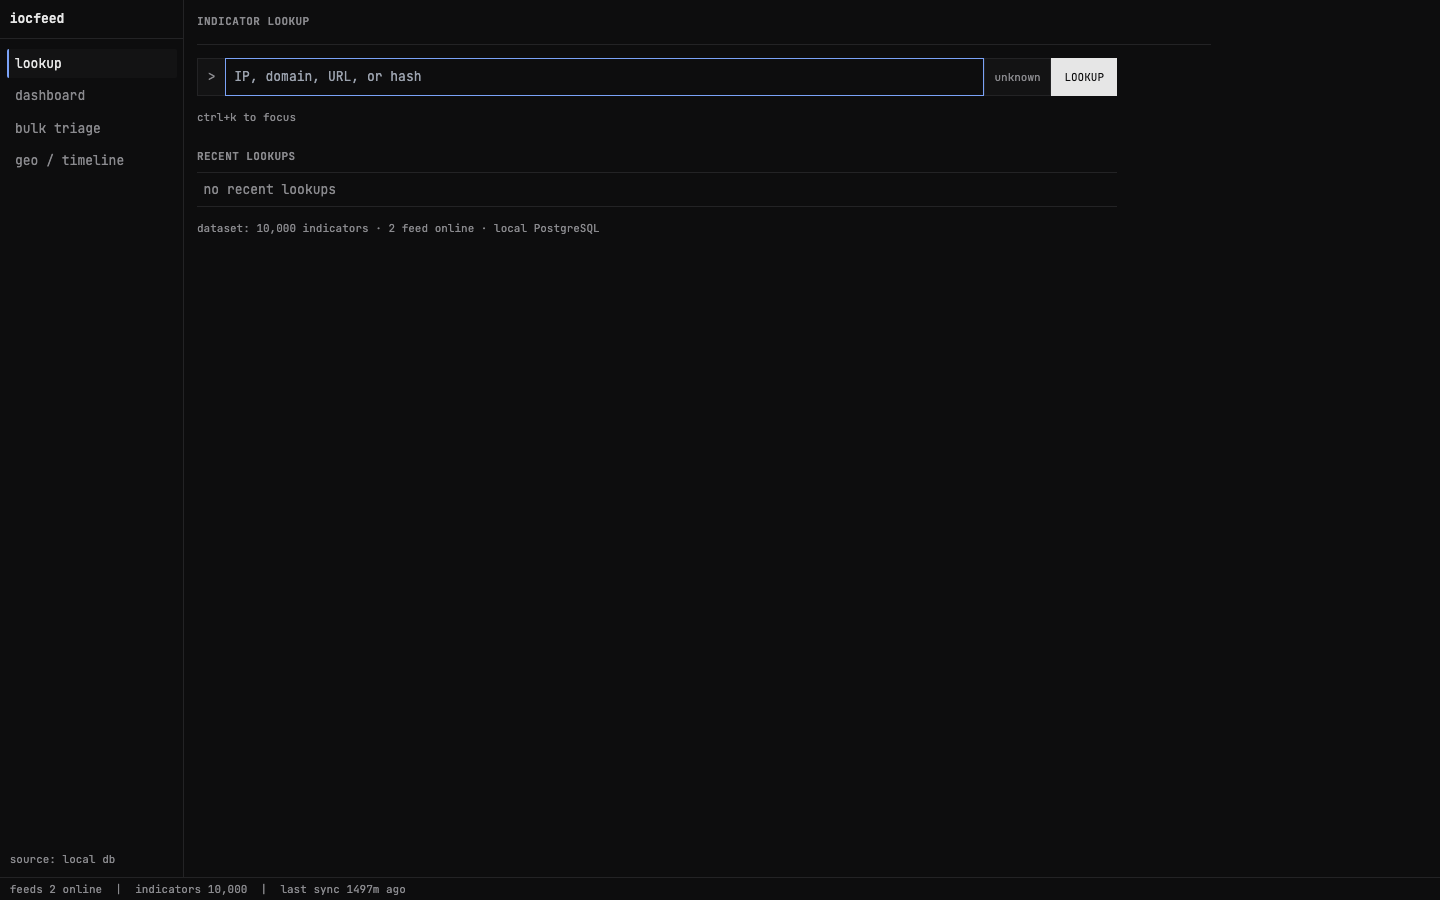 iocfeed
lookup
dashboard
bulk triage
geo / timeline
source: local db
INDICATOR LOOKUP
> IP, domain, URL, or hash unknown LOOKUP
ctrl+k to focus
RECENT LOOKUPS
no recent lookups
dataset: 10,000 indicators · 2 feed online · local PostgreSQL
feeds 2 online | indicators 10,000 | last sync 1497m ago